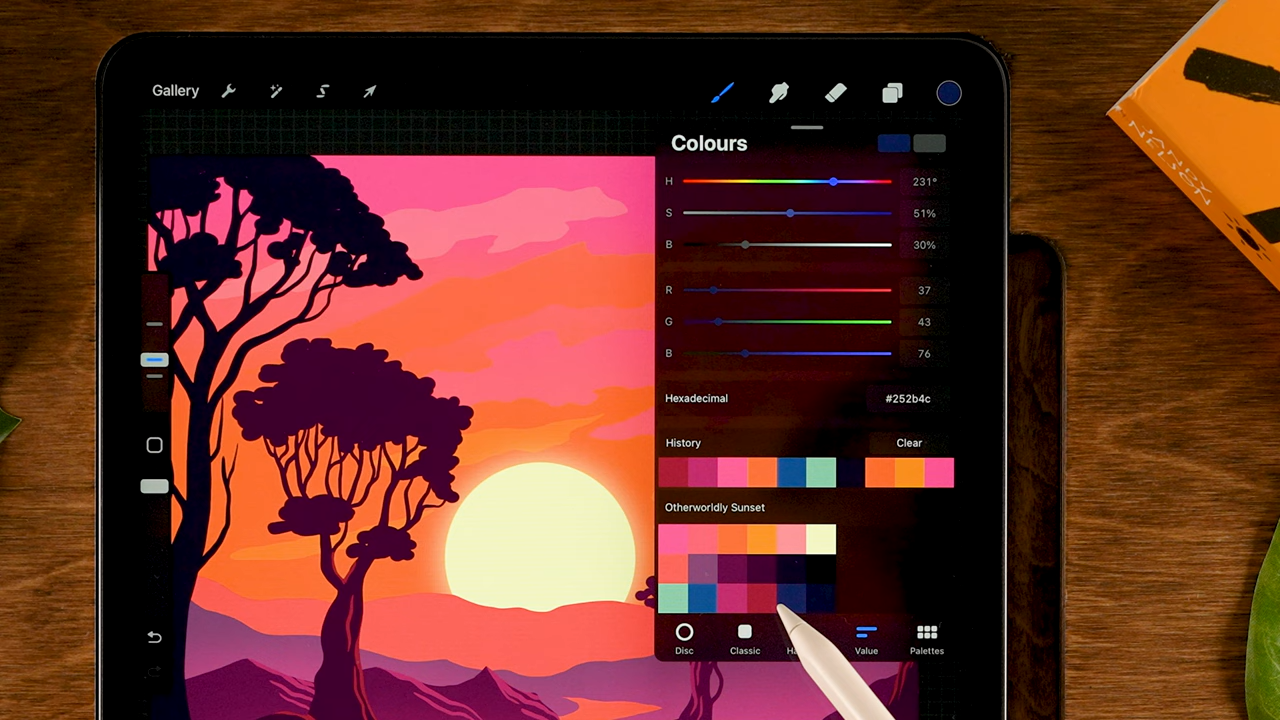 Gallery
Colours
H 231°
S 51%
B 30%
R 37
G 43
B 76
Hexadecimal #252b4c
History Clear
Otherworldly Sunset
Disc Classic Value Palettes